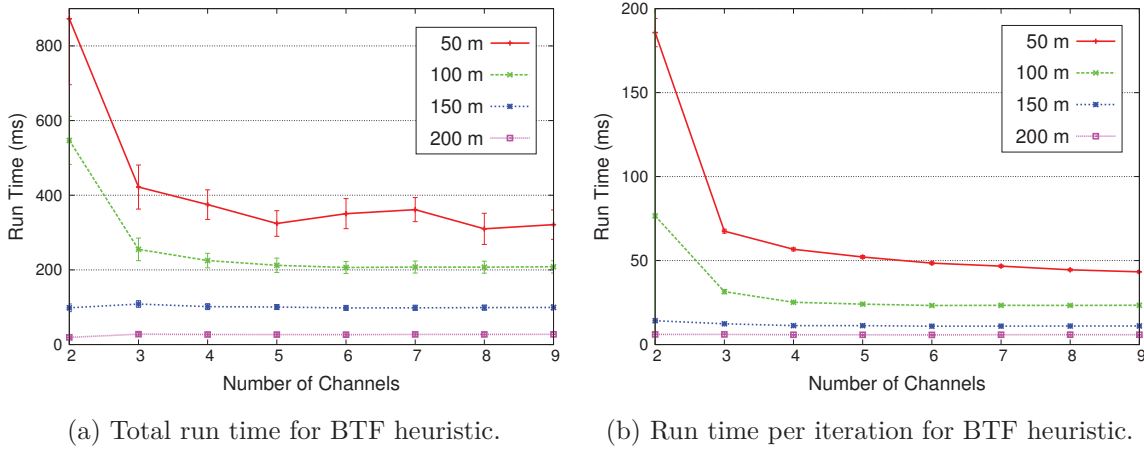 800
600
400
200
0
2 3 4 5 6 7 8 9
Run Time (ms)
Number of Channels
50 m
100 m
150 m
200 m
(a) Total run time for BTF heuristic.
200
150
100
50
0
2 3 4 5 6 7 8 9
Run Time (ms)
Number of Channels
50 m
100 m
150 m
200 m
(b) Run time per iteration for BTF heuristic.